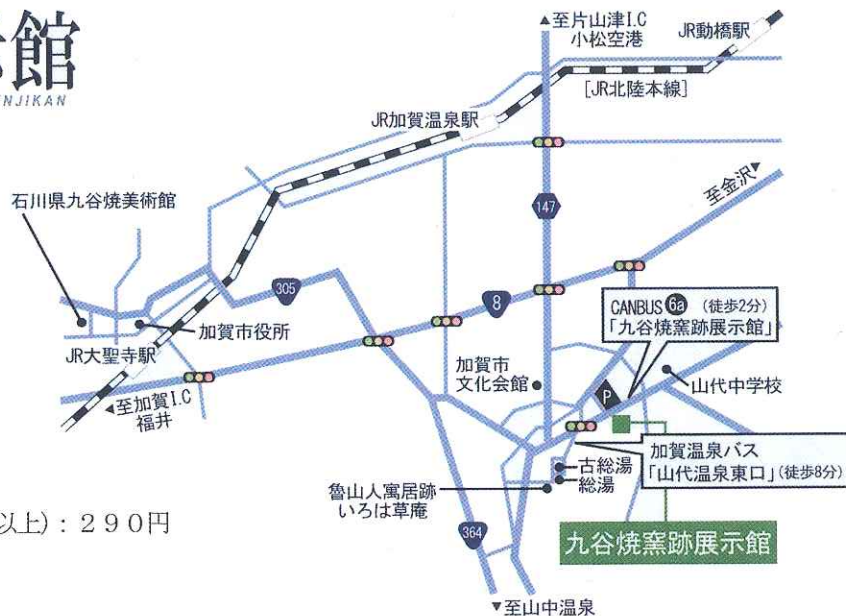 館
NJIKAN
▲至片山津I.C
小松空港
JR動橋駅
[JR北陸本線]
JR加賀温泉駅
石川県九谷焼美術館
至金沢▶
147
305
8
CANBUS 6a (徒歩2分)
「九谷焼窯跡展示館」
加賀市役所
JR大聖寺駅
加賀市
文化会館
P
山代中学校
◀至加賀I.C
福井
加賀温泉バス
「山代温泉東口」(徒歩8分)
古総湯
総湯
魯山人寓居跡
いろは草庵
以上):290円
364
九谷焼窯跡展示館
▼至山中温泉